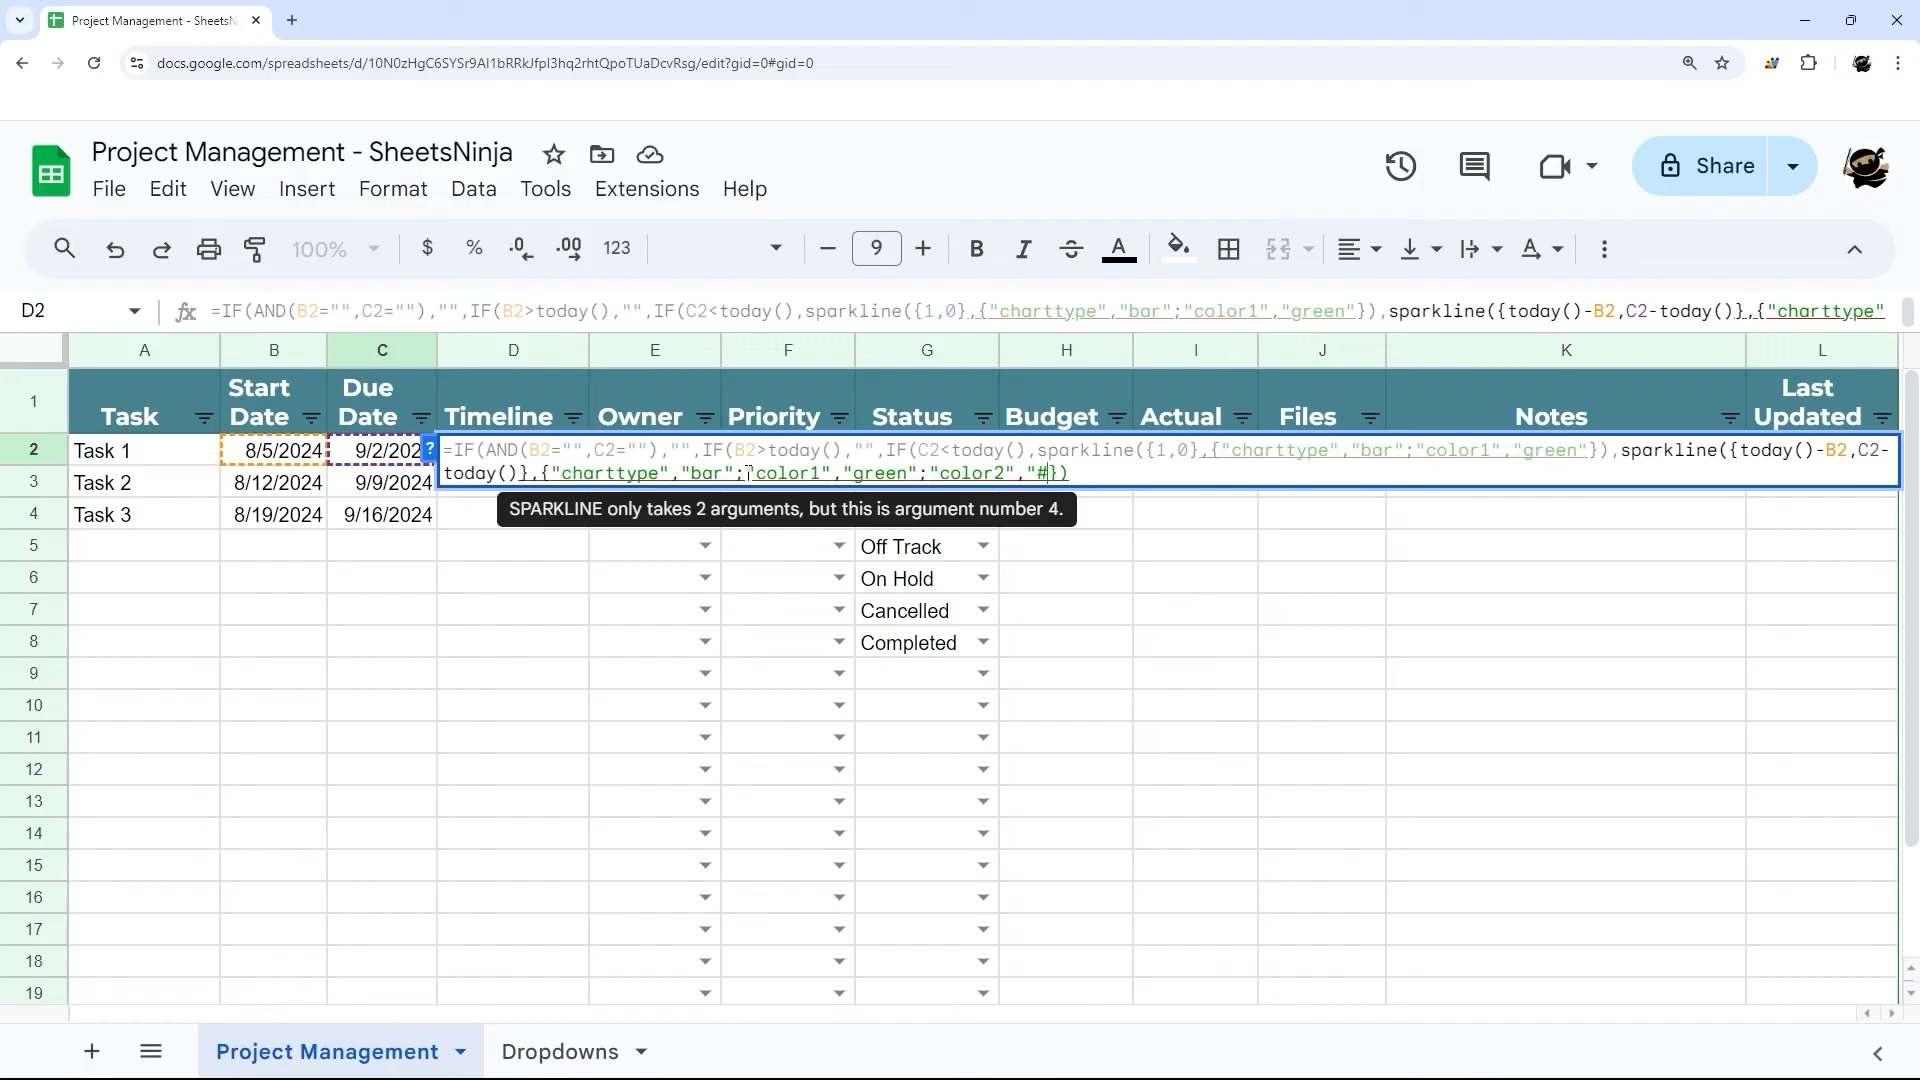 Project Management - SheetsN
docs.google.com/spreadsheets/d/10N0zHgC6SYSr9Al1bRRkJfpl3hq2rhtQpoTUaDcvRsg/edit?gid=0#gid=0
Project Management - SheetsNinja
File Edit View Insert Format Data Tools Extensions Help
Share
100% $ % .0 .00 123 9 B I A A
D2 fx =IF(AND(B2="",C2=""),"",IF(B2>today(),"",IF(C2<today(),sparkline({1,0},{"charttype","bar";"color1","green"}),sparkline({today()-B2,C2-today()},{"charttype"
A B C D E F G H I J K L
1 Task Start Date Due Date Timeline Owner Priority Status Budget Actual Files Notes Last Updated
2 Task 1 8/5/2024 9/2/202 ? =IF(AND(B2="",C2=""),"",IF(B2>today(),"",IF(C2<today(),sparkline({1,0},{"charttype","bar";"color1","green"}),sparkline({today()-B2,C2-
today()},{"charttype","bar";"color1","green";"color2","#})
3 Task 2 8/12/2024 9/9/2024
SPARKLINE only takes 2 arguments, but this is argument number 4.
4 Task 3 8/19/2024 9/16/2024
5 Off Track
6 On Hold
7 Cancelled
8 Completed
9
10
11
12
13
14
15
16
17
18
19
Project Management Dropdowns